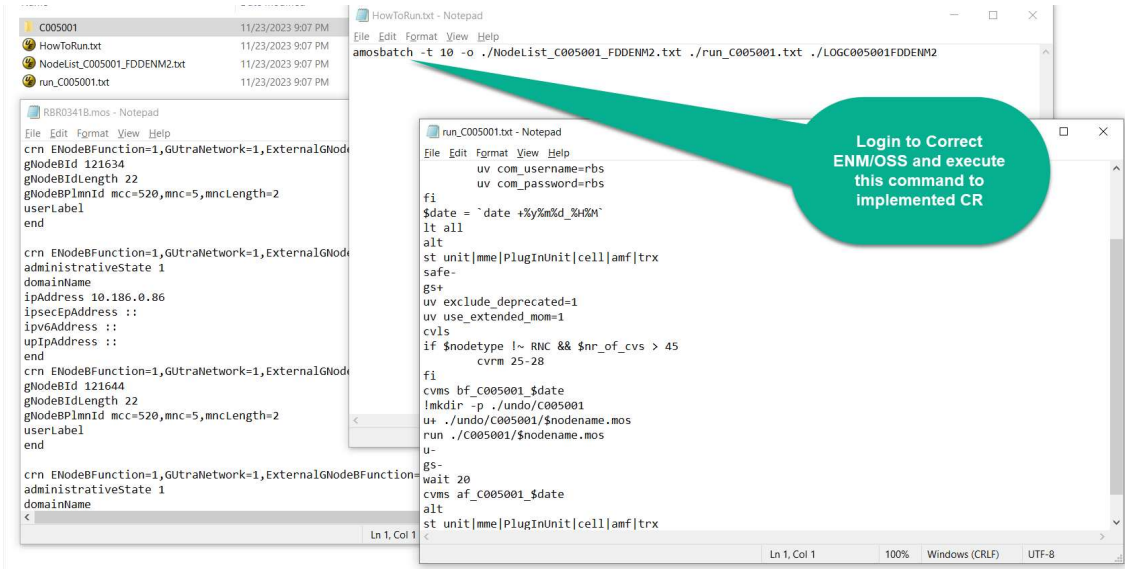 C005001 11/23/2023 9:07 PM
HowToRun.txt 11/23/2023 9:07 PM
NodeList_C005001_FDDENM2.txt 11/23/2023 9:07 PM
run_C005001.txt 11/23/2023 9:07 PM
HowToRun.txt - Notepad
File Edit Format View Help
amosbatch -t 10 -o ./NodeList_C005001_FDDENM2.txt ./run_C005001.txt ./LOGC005001FDDENM2
RBR0341B.mos - Notepad
File Edit Format View Help
crn ENodeBFunction=1,GUtraNetwork=1,ExternalGNode
gNodeBId 121634
gNodeBIdLength 22
gNodeBPlmnId mcc=520,mnc=5,mncLength=2
userLabel
end
crn ENodeBFunction=1,GUtraNetwork=1,ExternalGNode
administrativeState 1
domainName
ipAddress 10.186.0.86
ipsecEpAddress ::
ipv6Address ::
upIpAddress ::
end
crn ENodeBFunction=1,GUtraNetwork=1,ExternalGNode
gNodeBId 121644
gNodeBIdLength 22
gNodeBPlmnId mcc=520,mnc=5,mncLength=2
userLabel
end
crn ENodeBFunction=1,GUtraNetwork=1,ExternalGNodeBFunction=
administrativeState 1
domainName
Ln 1, Col 1
run_C005001.txt - Notepad
File Edit Format View Help
uv com_username=rbs
uv com_password=rbs
fi
$date = `date +%y%m%d_%H%M`
lt all
alt
st unit|mme|PlugInUnit|cell|amf|trx
safe-
gs+
uv exclude_deprecated=1
uv use_extended_mom=1
cvls
if $nodetype !~ RNC && $nr_of_cvs > 45
cvrm 25-28
fi
cvms bf_C005001_$date
!mkdir -p ./undo/C005001
u+ ./undo/C005001/$nodename.mos
run ./C005001/$nodename.mos
u-
gs-
wait 20
cvms af_C005001_$date
alt
st unit|mme|PlugInUnit|cell|amf|trx
Ln 1, Col 1 100% Windows (CRLF) UTF-8
Login to Correct
ENM/OSS and execute
this command to
implemented CR